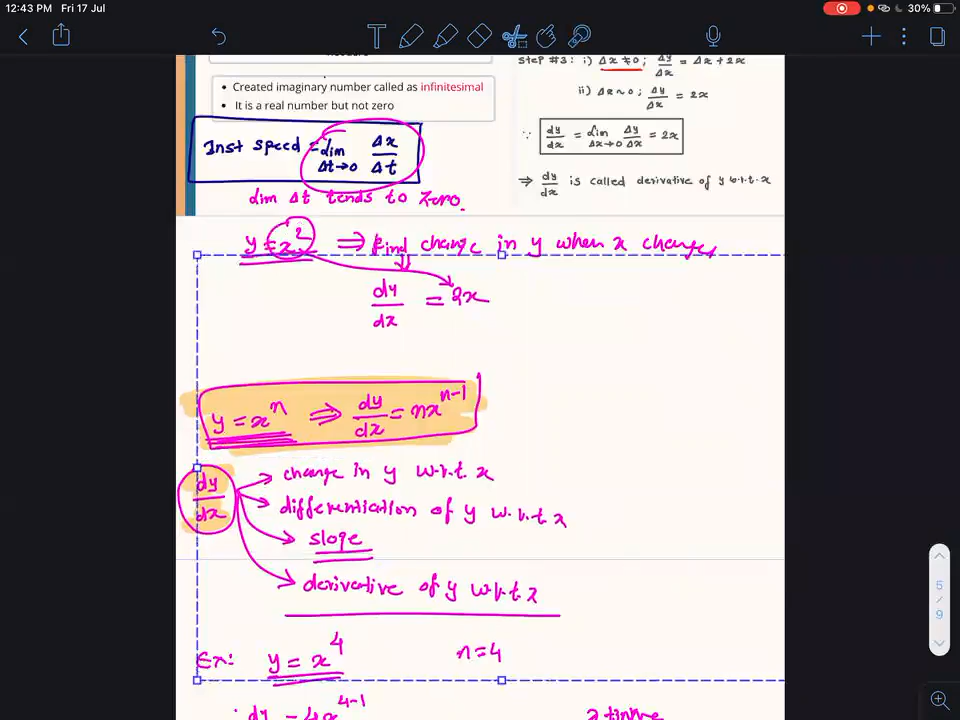 12:43 PM Fri 17 Jul
30%
Created imaginary number called as infinitesimal
It is a real number but not zero
Inst speed = lim Δt→0 Δx/Δt
lim Δt tends to zero.
step #3: i) Δx ≠ 0; Δy/Δx = Δx + 2x
ii) Δx ~ 0; Δy/Δx = 2x
∵ dy/dx = lim Δx→0 Δy/Δx = 2x
⇒ dy/dx is called derivative of y w.r.t. x
y = x² ⇒ Find change in y when x changes
dy/dx = 2x
y = xⁿ ⇒ dy/dx = nxⁿ⁻¹
dy/dx → change in y w.r.t x
→ differentiation of y w.r.t x
→ slope
→ derivative of y w.r.t x
Ex: y = x⁴ n=4
5
9